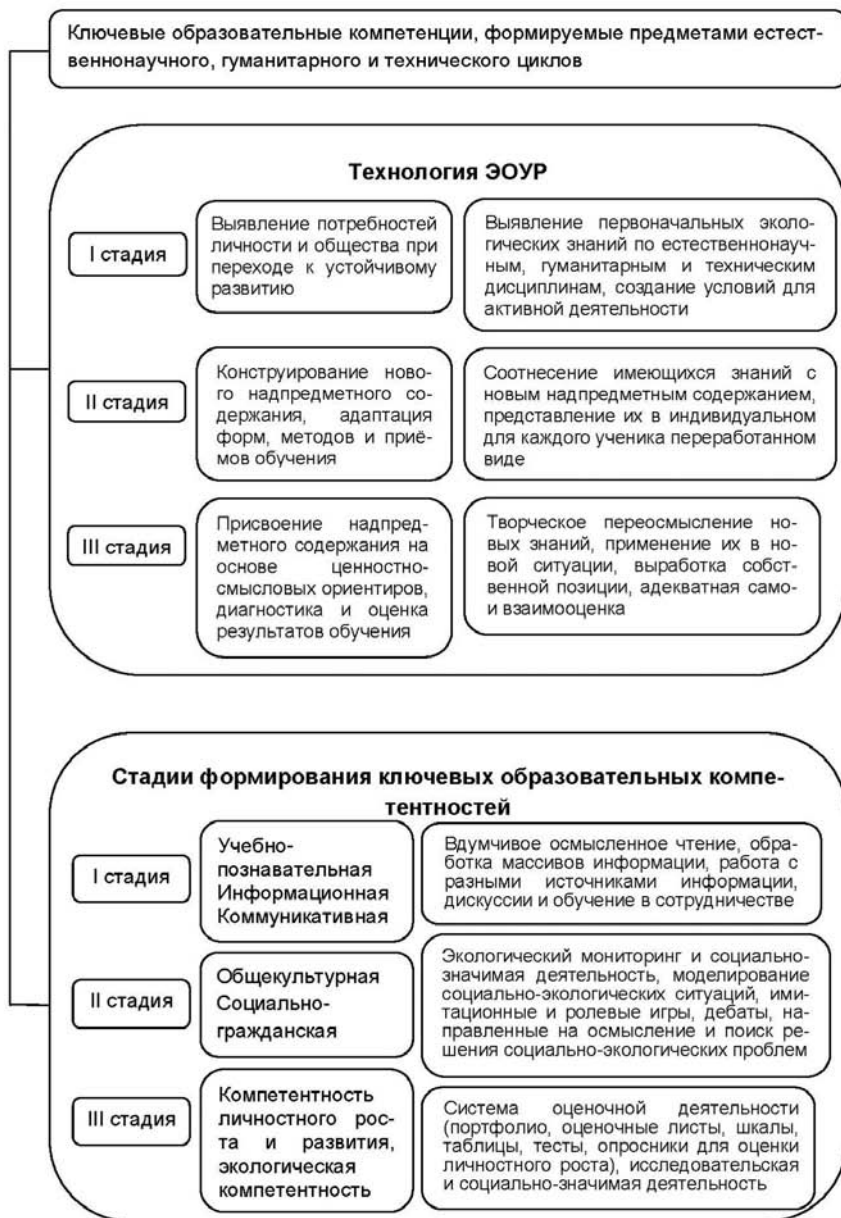 Ключевые образовательные компетенции, формируемые предметами естест-
веннонаучного, гуманитарного и технического циклов
Технология ЭОУР
I стадия
Выявление потребностей
личности и общества при
переходе к устойчивому
развитию
Выявление первоначальных эколо-
гических знаний по естественнонауч-
ным, гуманитарным и техническим
дисциплинам, создание условий для
активной деятельности
II стадия
Конструирование ново-
го надпредметного со-
держания, адаптация
форм, методов и приё-
мов обучения
Соотнесение имеющихся знаний с
новым надпредметным содержанием,
представление их в индивидуальном
для каждого ученика переработанном
виде
III стадия
Присвоение надпред-
метного содержания на
основе ценностно-
смысловых ориентиров,
диагностика и оценка
результатов обучения
Творческое переосмысление но-
вых знаний, применение их в но-
вой ситуации, выработка собст-
венной позиции, адекватная само-
и взаимооценка
Стадии формирования ключевых образовательных компе-
тентностей
I стадия
Учебно-
познавательная
Информационная
Коммуникативная
Вдумчивое осмысленное чтение, обра-
ботка массивов информации, работа с
разными источниками информации,
дискуссии и обучение в сотрудничестве
II стадия
Общекультурная
Социально-
гражданская
Экологический мониторинг и социально-
значимая деятельность, моделирование
социально-экологических ситуаций, ими-
тационные и ролевые игры, дебаты, на-
правленные на осмысление и поиск ре-
шения социально-экологических проблем
III стадия
Компетентность
личностного рос-
та и развития,
экологическая
компетентность
Система оценочной деятельности
(портфолио, оценочные листы, шкалы,
таблицы, тесты, опросники для оценки
личностного роста), исследовательская
и социально-значимая деятельность